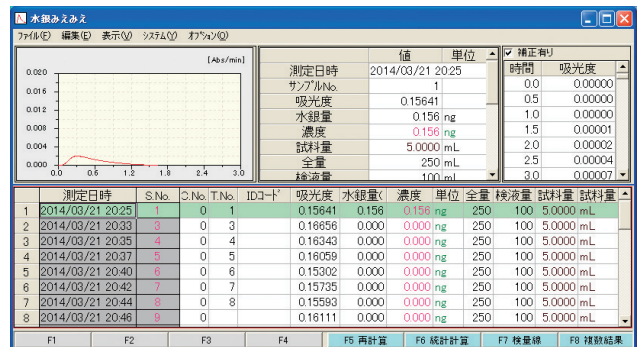 水銀みえみえ
ファイル(F) 編集(E) 表示(V) システム(Y) オプション(O)
[Abs/min]
0.020
0.016
0.012
0.008
0.004
0.000
0.0 0.6 1.2 1.8 2.4 3.0
値 単位
測定日時 2014/03/21 20:25
サンプルNo. 1
吸光度 0.15641
水銀量 0.156 ng
濃度 0.156 ng
試料量 5.0000 mL
全量 250 mL
検液量 100 mL
補正有り
時間 吸光度
0.0 0.00000
0.5 0.00000
1.0 0.00000
1.5 0.00001
2.0 0.00002
2.5 0.00004
3.0 0.00007
測定日時 S.No. C.No. T.No. IDコード 吸光度 水銀量( 濃度 単位 全量 検液量 試料量 試料量
1 2014/03/21 20:25 1 0 1 0.15641 0.156 0.156 ng 250 100 5.0000 mL
2 2014/03/21 20:33 3 0 3 0.16656 0.000 0.000 ng 250 100 5.0000 mL
3 2014/03/21 20:35 4 0 4 0.16343 0.000 0.000 ng 250 100 5.0000 mL
4 2014/03/21 20:37 5 0 5 0.16059 0.000 0.000 ng 250 100 5.0000 mL
5 2014/03/21 20:40 6 0 6 0.15302 0.000 0.000 ng 250 100 5.0000 mL
6 2014/03/21 20:42 7 0 7 0.15735 0.000 0.000 ng 250 100 5.0000 mL
7 2014/03/21 20:44 8 0 8 0.15593 0.000 0.000 ng 250 100 5.0000 mL
8 2014/03/21 20:46 9 0 0.16111 0.000 0.000 ng 250 100 5.0000 mL
F1 F2 F3 F4 F5 再計算 F6 統計計算 F7 検量線 F8 複数結果